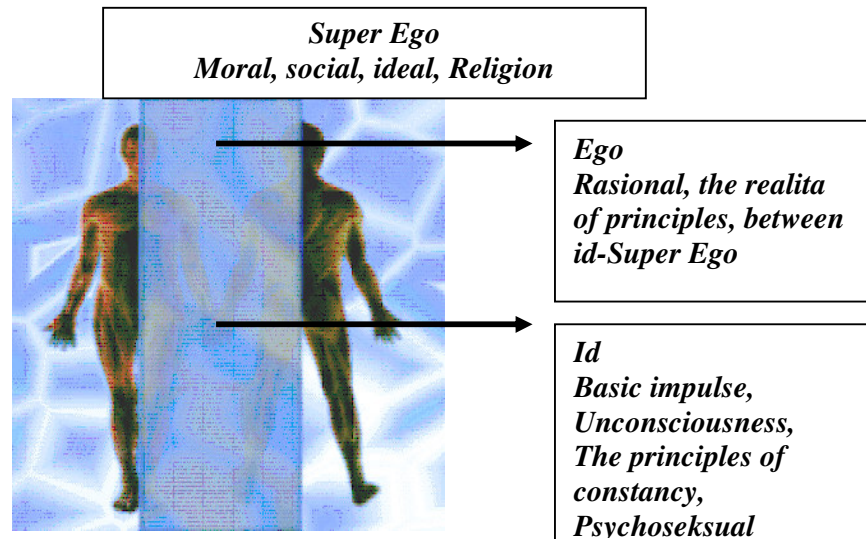 Super Ego
Moral, social, ideal, Religion
Ego
Rasional, the realita
of principles, between
id-Super Ego
Id
Basic impulse,
Unconsciousness,
The principles of
constancy,
Psychoseksual